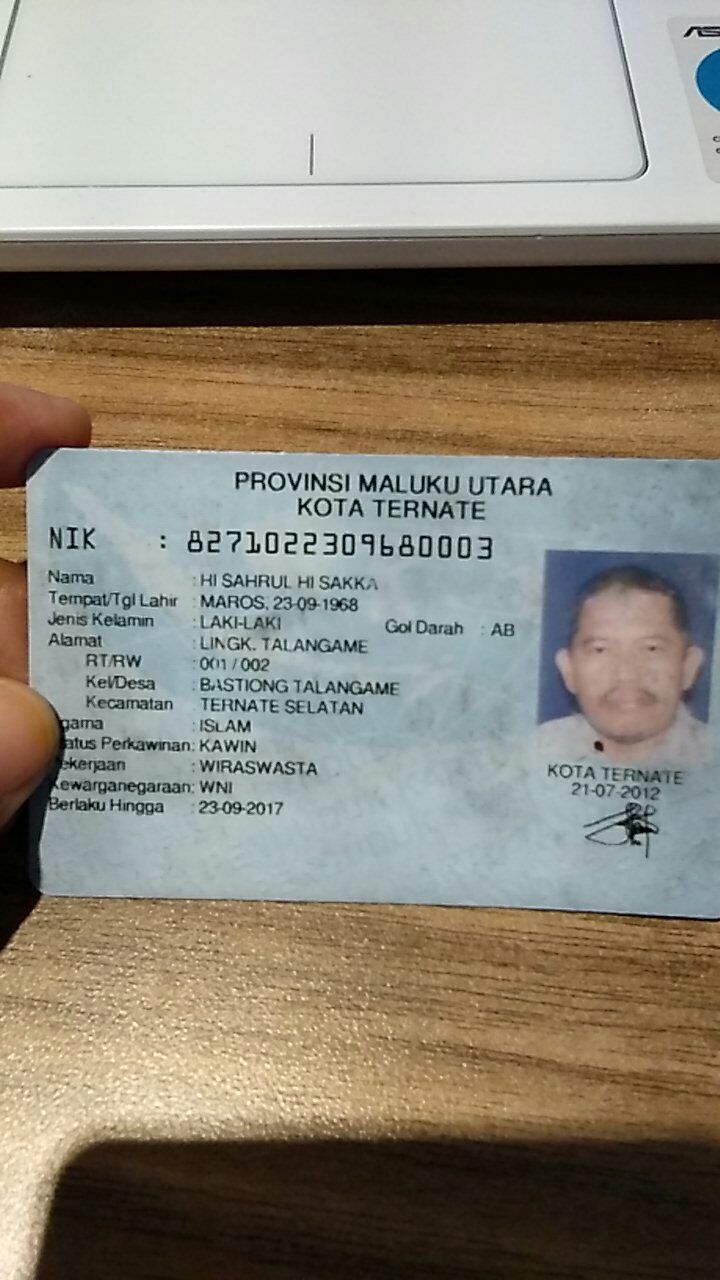 PROVINSI MALUKU UTARA
KOTA TERNATE
NIK : 8271022309680003
Nama : HI SAHRUL HI SAKKA
Tempat/Tgl Lahir : MAROS, 23-09-1968
Jenis Kelamin : LAKI-LAKI Gol Darah : AB
Alamat : LINGK. TALANGAME
RT/RW : 001 / 002
Kel/Desa : BASTIONG TALANGAME
Kecamatan TERNATE SELATAN
gama : ISLAM
atus Perkawinan: KAWIN
ekerjaan : WIRASWASTA
Kewarganegaraan: WNI
Berlaku Hingga : 23-09-2017
KOTA TERNATE
21-07-2012